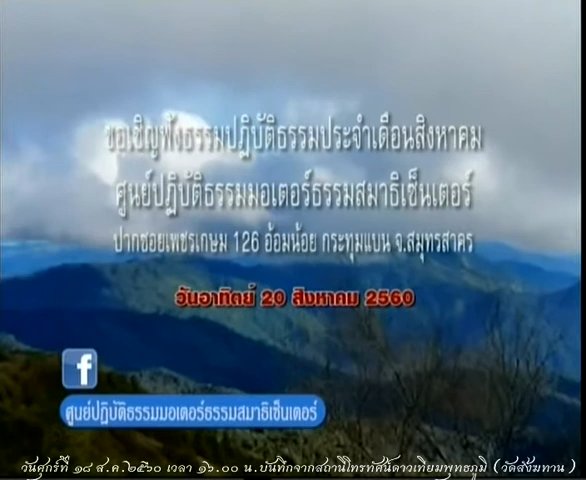 ขอเชิญฟังธรรมปฏิบัติธรรมประจำเดือนสิงหาคม
ศูนย์ปฏิบัติธรรมมอเตอร์ธรรมสมาธิเซ็นเตอร์
ปากซอยเพชรเกษม 126 อ้อมน้อย กระทุ่มแบน จ.สมุทรสาคร
วันอาทิตย์ 20 สิงหาคม 2560
f
ศูนย์ปฏิบัติธรรมมอเตอร์ธรรมสมาธิเซ็นเตอร์
วันศุกร์ที่ ๑๘ ส.ค.๒๕๖๐ เวลา ๑๖.๐๐ น.บันทึกจากสถานีโทรทัศน์ดาวเทียมพุทธภูมิ (วัดสังฆทาน)